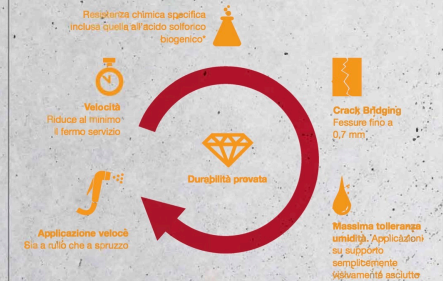 Resistenza chimica specifica
inclusa quella all'acido solforico
biogenico*
Velocità
Riduce al minimo
il fermo servizio
Crack Bridging
Fessure fino a
0,7 mm
Durabilità provata
Applicazione veloce
Sia a rullo che a spruzzo
Massima tolleranza
umidità. Applicazioni
su supporto
semplicemente
visivamente asciutto